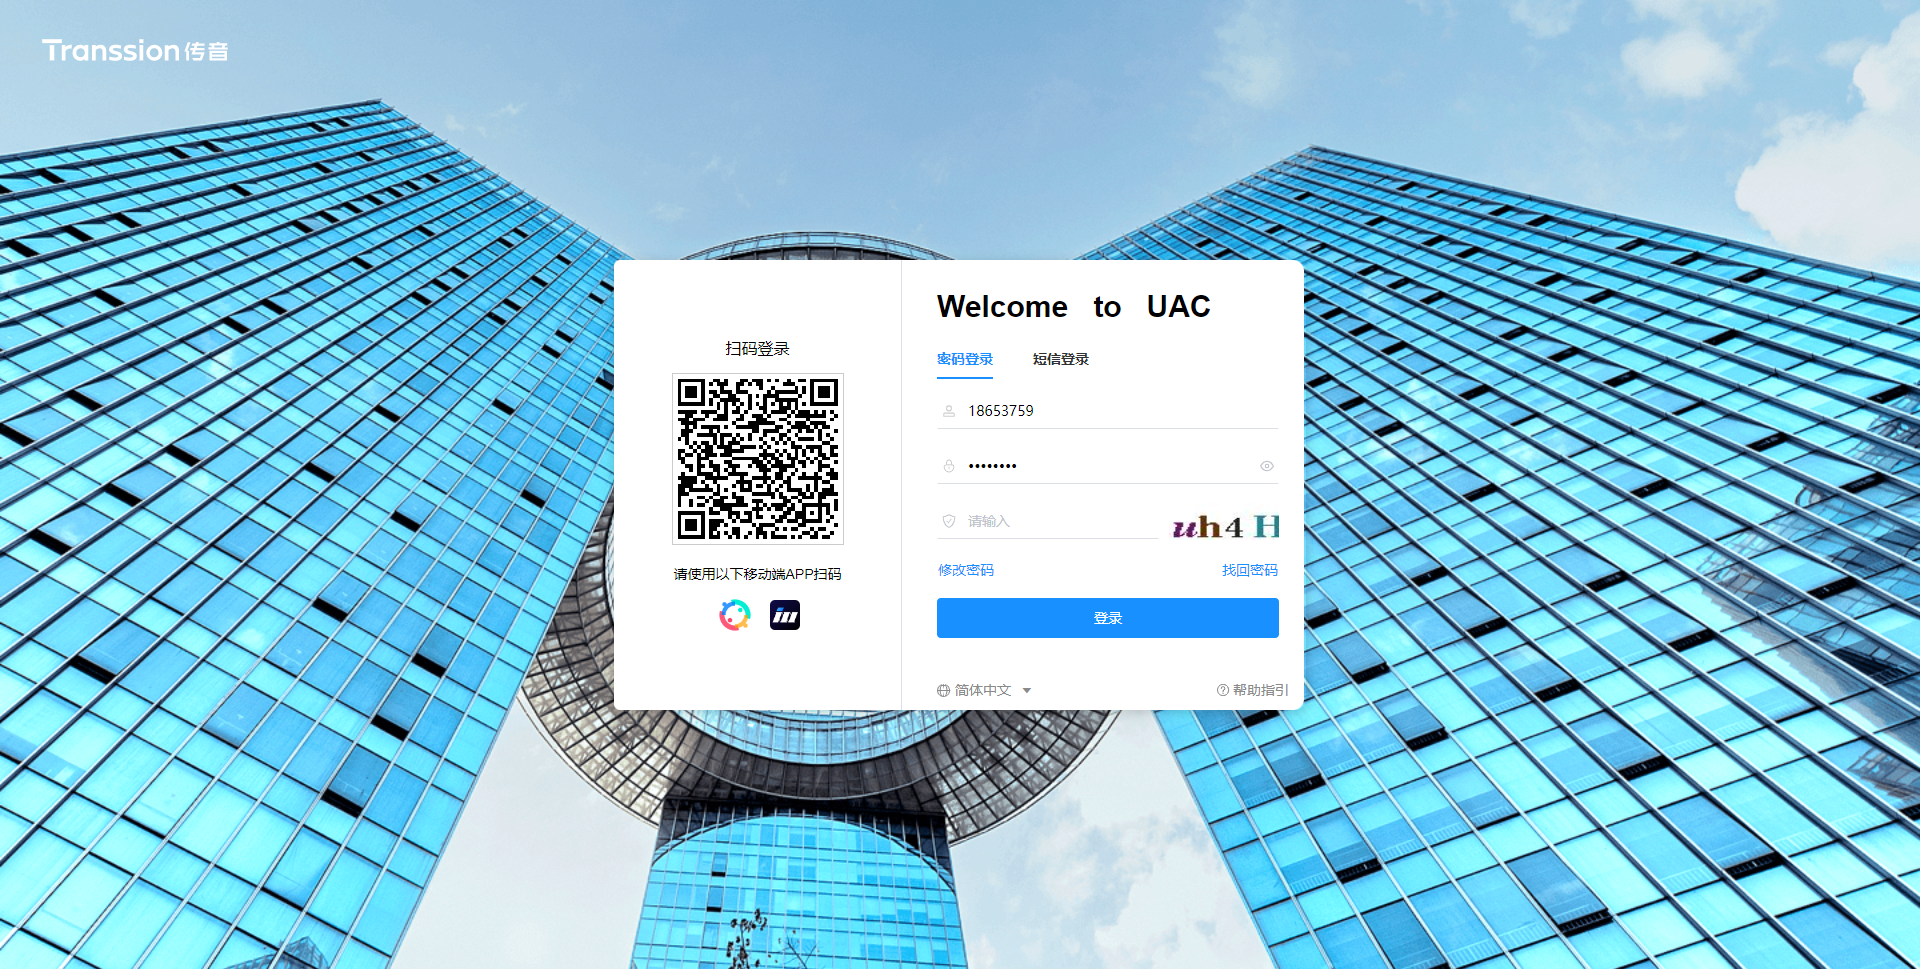 Transsion传音
扫码登录
请使用以下移动端APP扫码
Welcome to UAC
密码登录 短信登录
18653759
••••••••
请输入
uh4 H
修改密码 找回密码
登录
简体中文 帮助指引